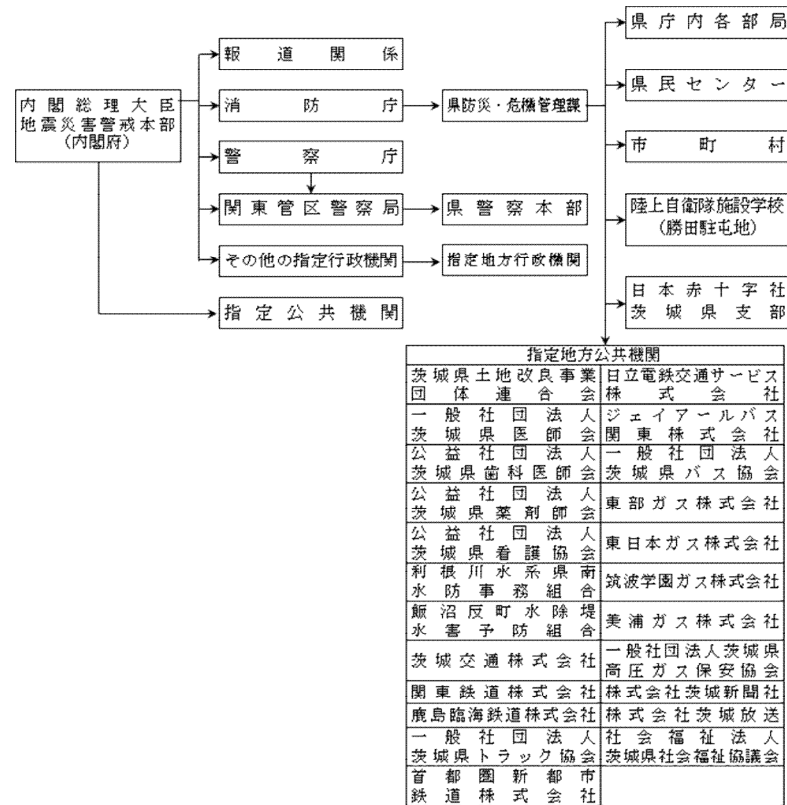 内閣総理大臣
地震災害警戒本部
(内閣府)
報道関係
消防庁
警察庁
関東管区警察局
その他の指定行政機関
指定公共機関
県防災・危機管理課
県警察本部
指定地方行政機関
県庁内各部局
県民センター
市町村
陸上自衛隊施設学校
(勝田駐屯地)
日本赤十字社
茨城県支部
指定地方公共機関
茨城県土地改良事業
団体連合会
日立電鉄交通サービス
株式会社
一般社団法人
茨城県医師会
ジェイアールバス
関東株式会社
公益社団法人
茨城県歯科医師会
一般社団法人
茨城県バス協会
公益社団法人
茨城県薬剤師会
東部ガス株式会社
公益社団法人
茨城県看護協会
東日本ガス株式会社
利根川水系県南
水防事務組合
筑波学園ガス株式会社
飯沼反町水除堤
水害予防組合
美浦ガス株式会社
茨城交通株式会社
一般社団法人茨城県
高圧ガス保安協会
関東鉄道株式会社
株式会社茨城新聞社
鹿島臨海鉄道株式会社
株式会社茨城放送
一般社団法人
茨城県トラック協会
社会福祉法人
茨城県社会福祉協議会
首都圏新都市
鉄道株式会社